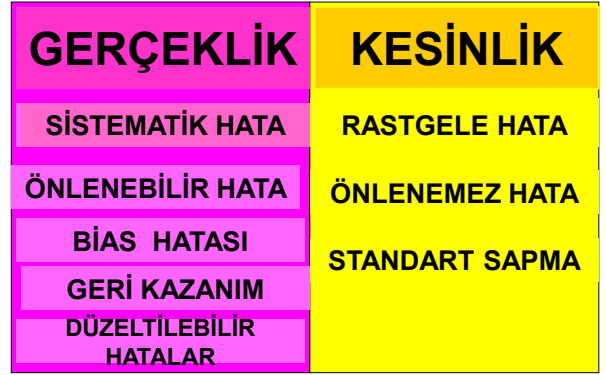 GERÇEKLİK
SİSTEMATİK HATA
ÖNLENEBİLİR HATA
BİAS HATASI
GERİ KAZANIM
DÜZELTİLEBİLİR
HATALAR
KESİNLİK
RASTGELE HATA
ÖNLENEMEZ HATA
STANDART SAPMA